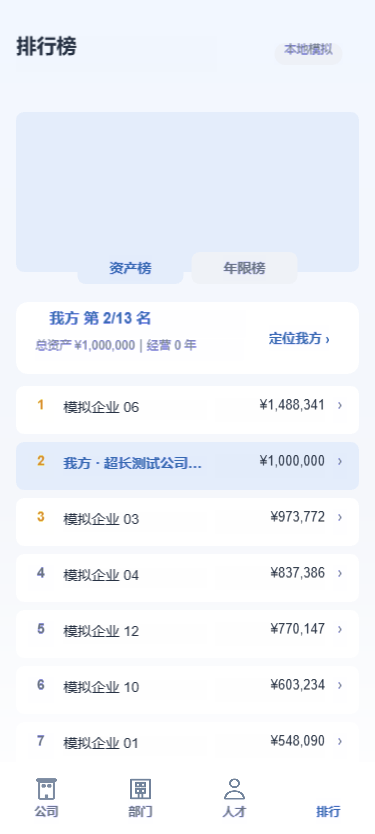 排行榜
本地模拟
资产榜
年限榜
我方 第 2/13 名
总资产 ¥1,000,000 | 经营 0 年
定位我方 ›
1 模拟企业 06 ¥1,488,341 ›
2 我方 · 超长测试公司... ¥1,000,000 ›
3 模拟企业 03 ¥973,772 ›
4 模拟企业 04 ¥837,386 ›
5 模拟企业 12 ¥770,147 ›
6 模拟企业 10 ¥603,234 ›
7 模拟企业 01 ¥548,090 ›
公司
部门
人才
排行